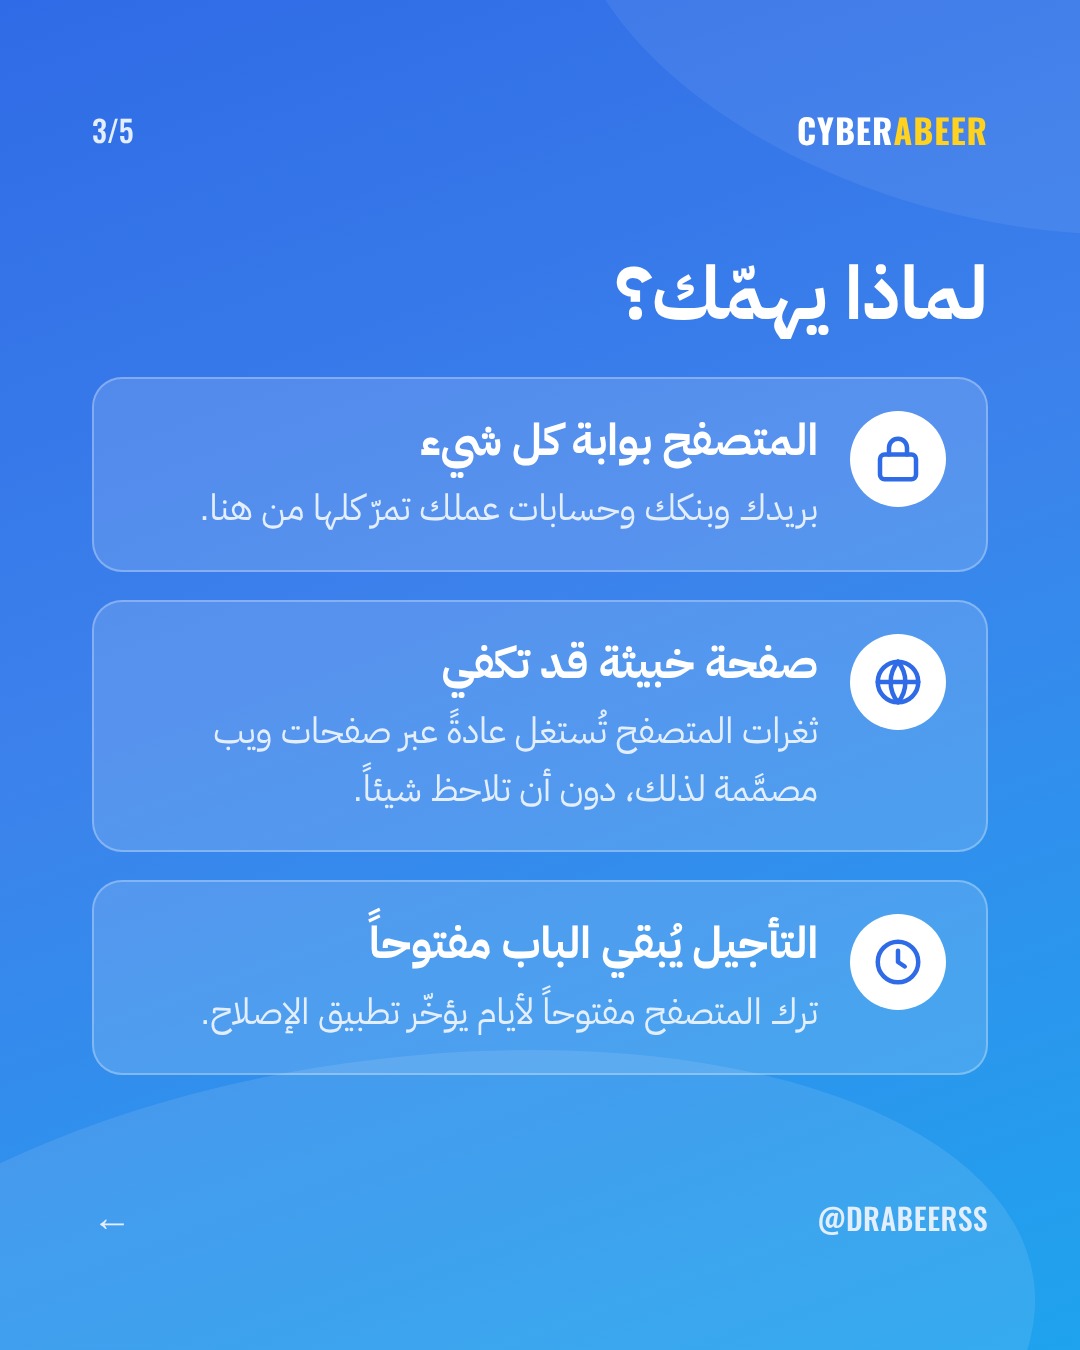 3/5
CYBERABEER
لماذا يهمّك؟
المتصفح بوابة كل شيء
بريدك وبنكك وحسابات عملك تمرّ كلها من هنا.
صفحة خبيثة قد تكفي
ثغرات المتصفح تُستغل عادةً عبر صفحات ويب
مصمَّمة لذلك، دون أن تلاحظ شيئاً.
التأجيل يُبقي الباب مفتوحاً
ترك المتصفح مفتوحاً لأيام يؤخّر تطبيق الإصلاح.
←
@DRABEERSS